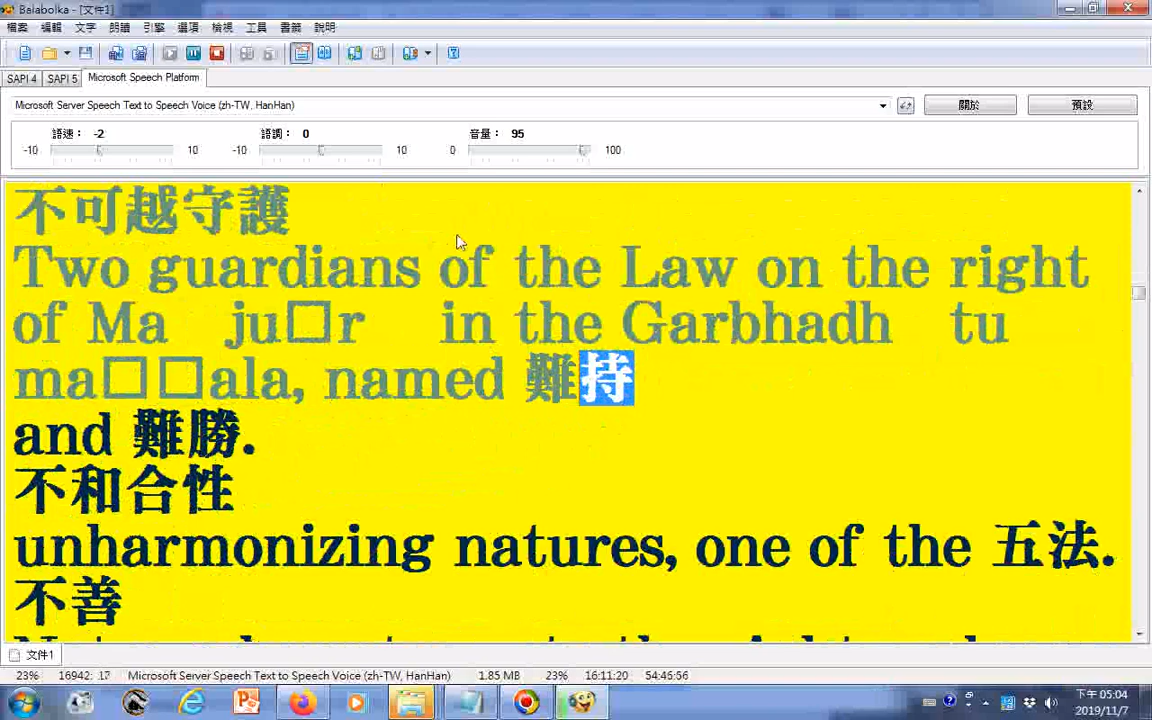 Balabolka - [文件1]
檔案 編輯 文字 朗讀 引擎 選項 檢視 工具 書籤 說明
SAPI 4 SAPI 5 Microsoft Speech Platform
Microsoft Server Speech Text to Speech Voice (zh-TW, HanHan) 關於 預設
語速： -2 語調： 0 音量： 95
-10 10 -10 10 0 100
不可越守護
Two guardians of the Law on the right
of Ma ju□r in the Garbhadh tu
ma□□ala, named 難持
and 難勝.
不和合性
unharmonizing natures, one of the 五法.
不善
文件1
23% 16942: 17 Microsoft Server Speech Text to Speech Voice (zh-TW, HanHan) 1.85 MB 23% 16:11:20 54:46:56
下午 05:04
2019/11/7